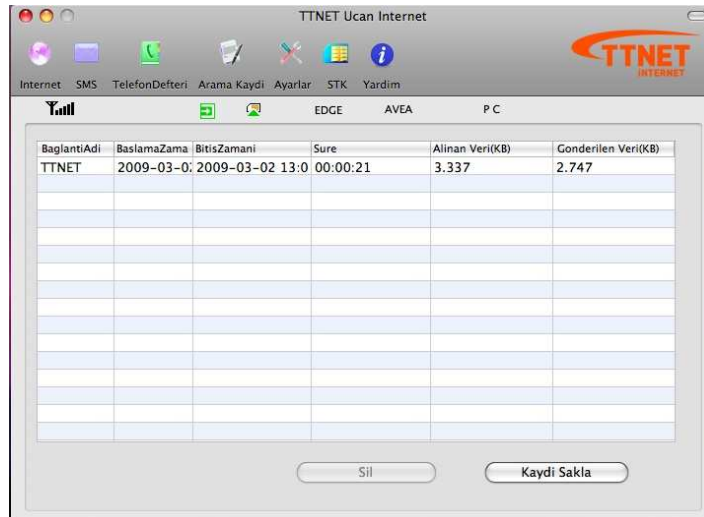 TTNET Ucan Internet
TTNET
INTERNET
Internet SMS TelefonDefteri Arama Kaydi Ayarlar STK Yardim
EDGE AVEA PC
BaglantiAdi BaslamaZama BitisZamani Sure Alinan Veri(KB) Gonderilen Veri(KB)
TTNET 2009-03-02 2009-03-02 13:0 00:00:21 3.337 2.747
Sil Kaydi Sakla